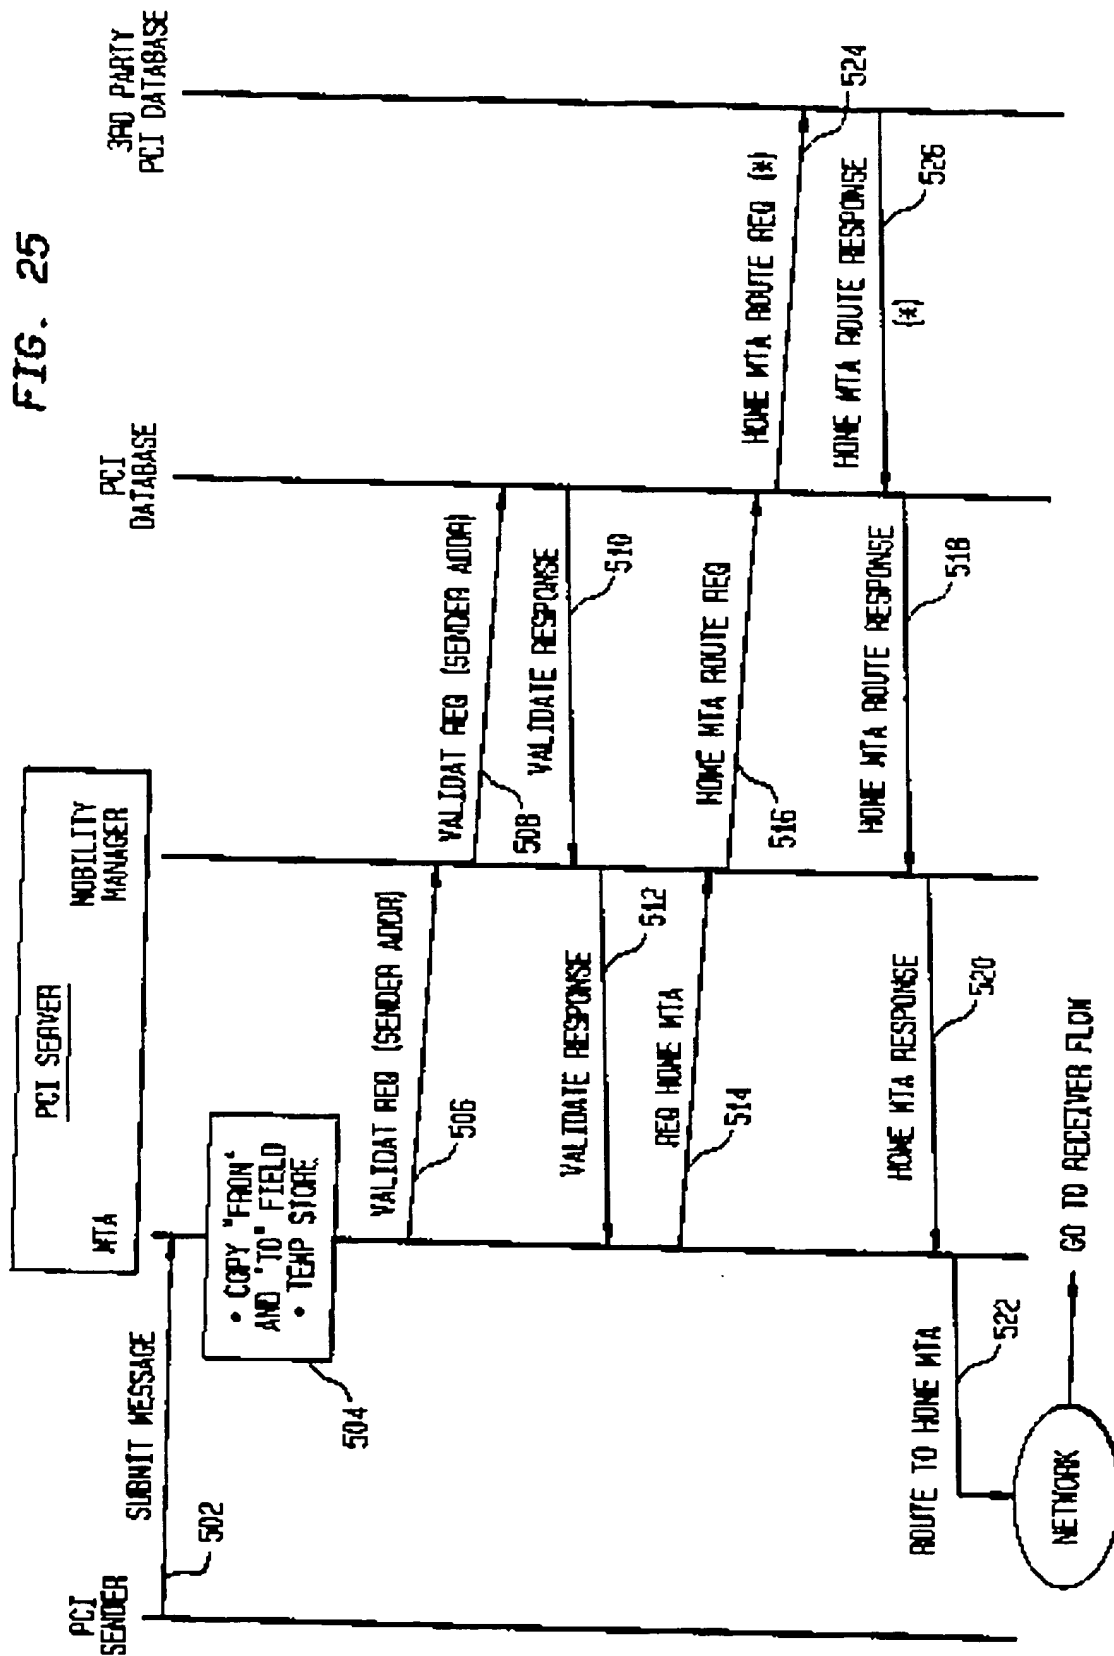 FIG. 25
PCI SERVER
PCI
SENDER
MTA
MOBILITY
MANAGER
PCI
DATABASE
3RD PARTY
PCI DATABASE
SUBMIT MESSAGE
502
• COPY "FROM"
AND "TO" FIELD
• TEMP STORE
504
VALIDAT REQ (SENDER ADDR)
506
VALIDAT REQ (SENDER ADDR)
508
VALIDATE RESPONSE
510
VALIDATE RESPONSE
512
REQ HOME MTA
514
HOME MTA ROUTE REQ
516
HOME MTA ROUTE REQ (*)
524
HOME MTA ROUTE RESPONSE
(*)
526
HOME MTA ROUTE RESPONSE
518
HOME MTA RESPONSE
520
ROUTE TO HOME MTA
522
NETWORK
GO TO RECEIVER FLOW